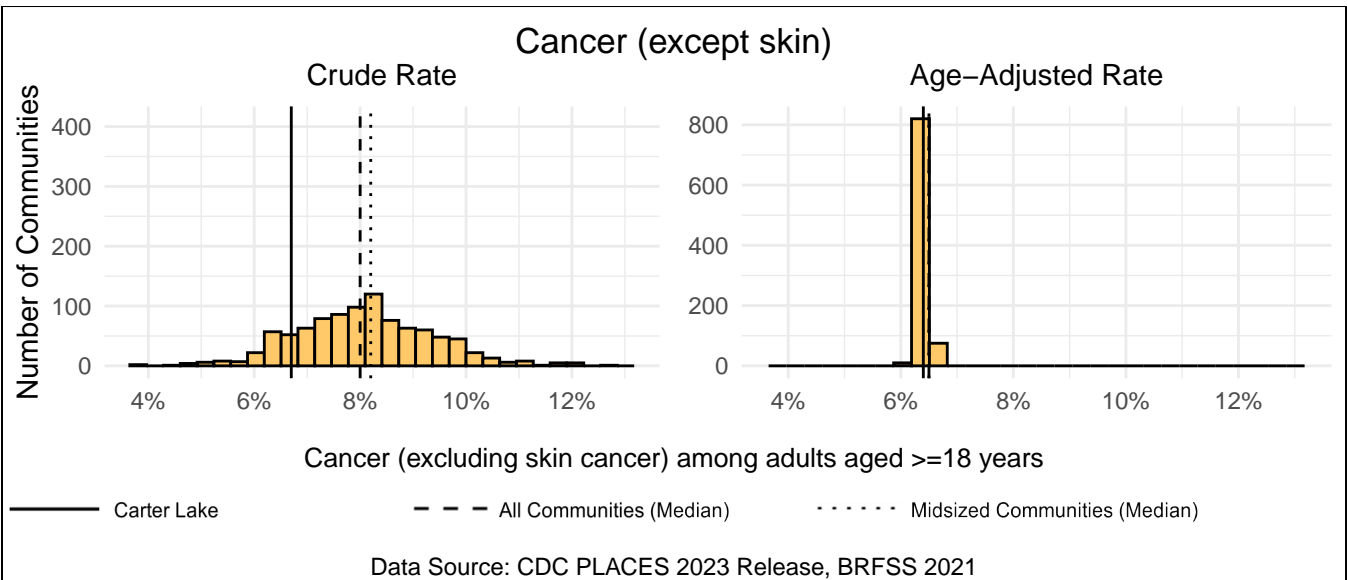 Cancer (except skin)
Crude Rate
Age−Adjusted Rate
Number of Communities
400
300
200
100
0
4%
6%
8%
10%
12%
800
600
400
200
0
4%
6%
8%
10%
12%
Cancer (excluding skin cancer) among adults aged >=18 years
Carter Lake
All Communities (Median)
Midsized Communities (Median)
Data Source: CDC PLACES 2023 Release, BRFSS 2021